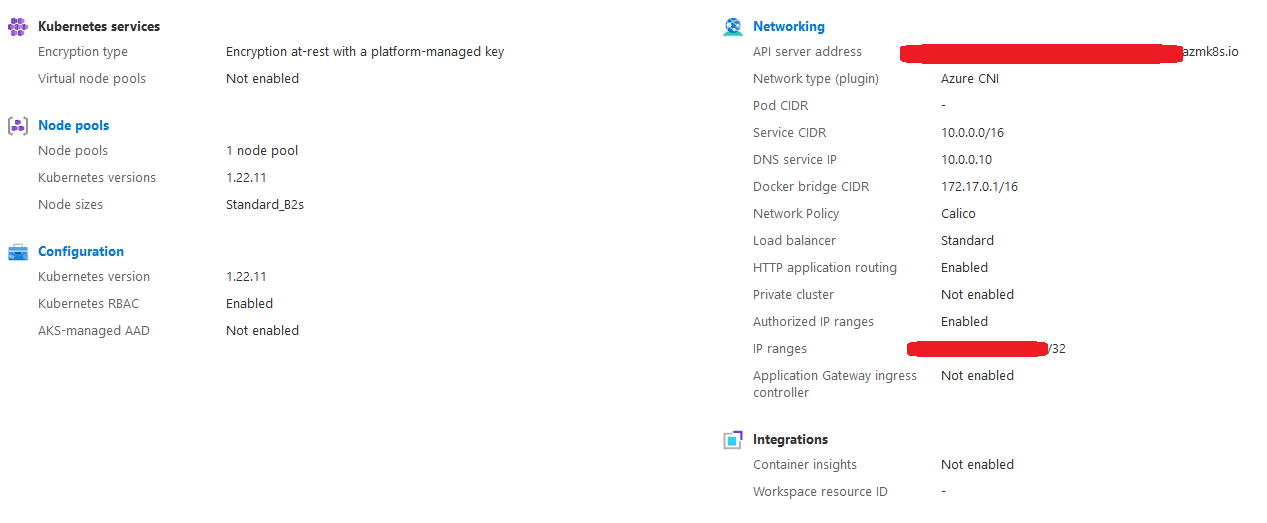 Kubernetes services
Encryption type Encryption at-rest with a platform-managed key
Virtual node pools Not enabled
Node pools
Node pools 1 node pool
Kubernetes versions 1.22.11
Node sizes Standard_B2s
Configuration
Kubernetes version 1.22.11
Kubernetes RBAC Enabled
AKS-managed AAD Not enabled
Networking
API server address azmk8s.io
Network type (plugin) Azure CNI
Pod CIDR -
Service CIDR 10.0.0.0/16
DNS service IP 10.0.0.10
Docker bridge CIDR 172.17.0.1/16
Network Policy Calico
Load balancer Standard
HTTP application routing Enabled
Private cluster Not enabled
Authorized IP ranges Enabled
IP ranges /32
Application Gateway ingress Not enabled
controller
Integrations
Container insights Not enabled
Workspace resource ID -